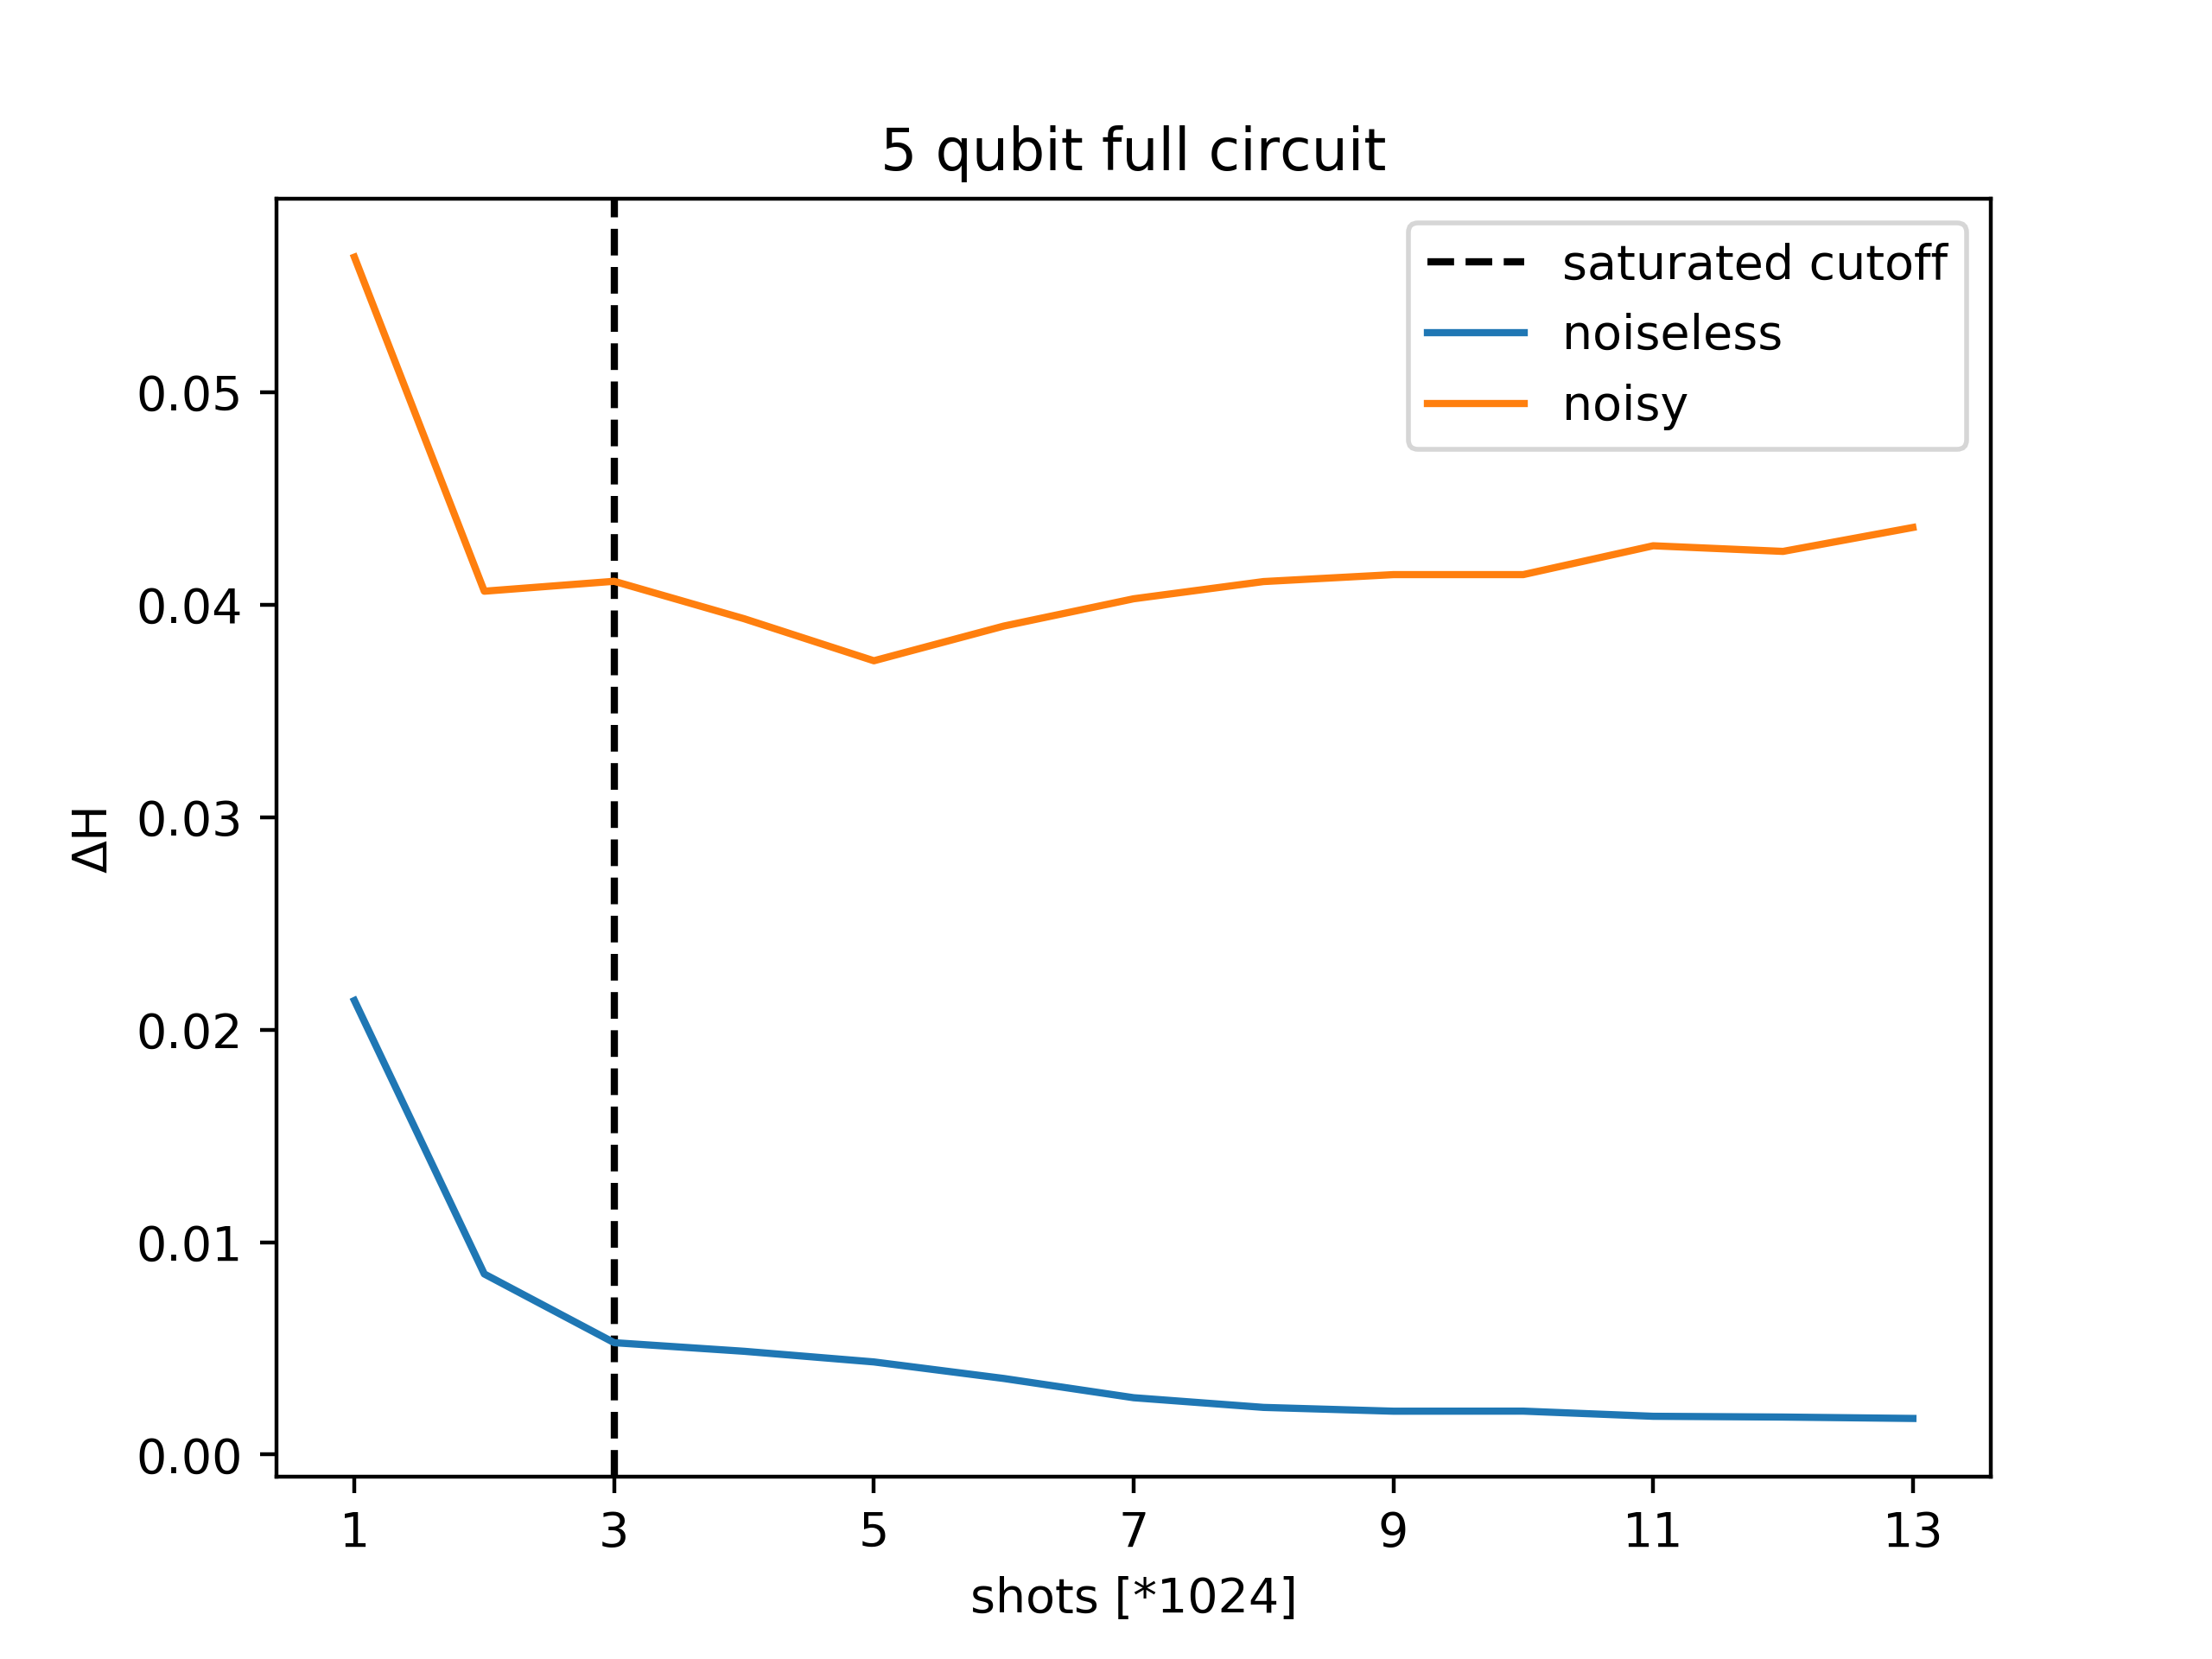 5 qubit full circuit
saturated cutoff
noiseless
noisy
ΔH
0.05
0.04
0.03
0.02
0.01
0.00
1 3 5 7 9 11 13
shots [*1024]